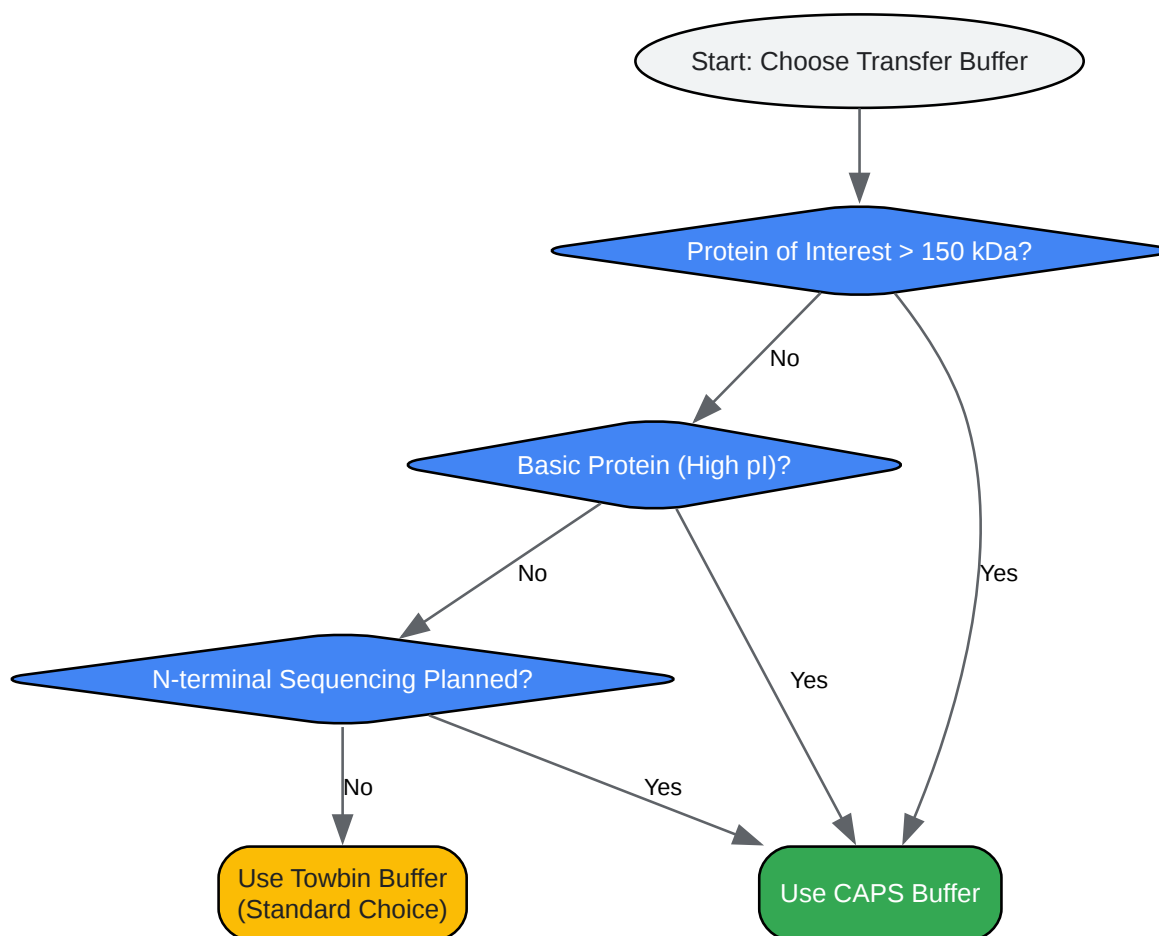 Start: Choose Transfer Buffer
Protein of Interest > 150 kDa?
No
Basic Protein (High pI)?
No
Yes
N-terminal Sequencing Planned?
Yes
No
Yes
Use Towbin Buffer
(Standard Choice)
Use CAPS Buffer